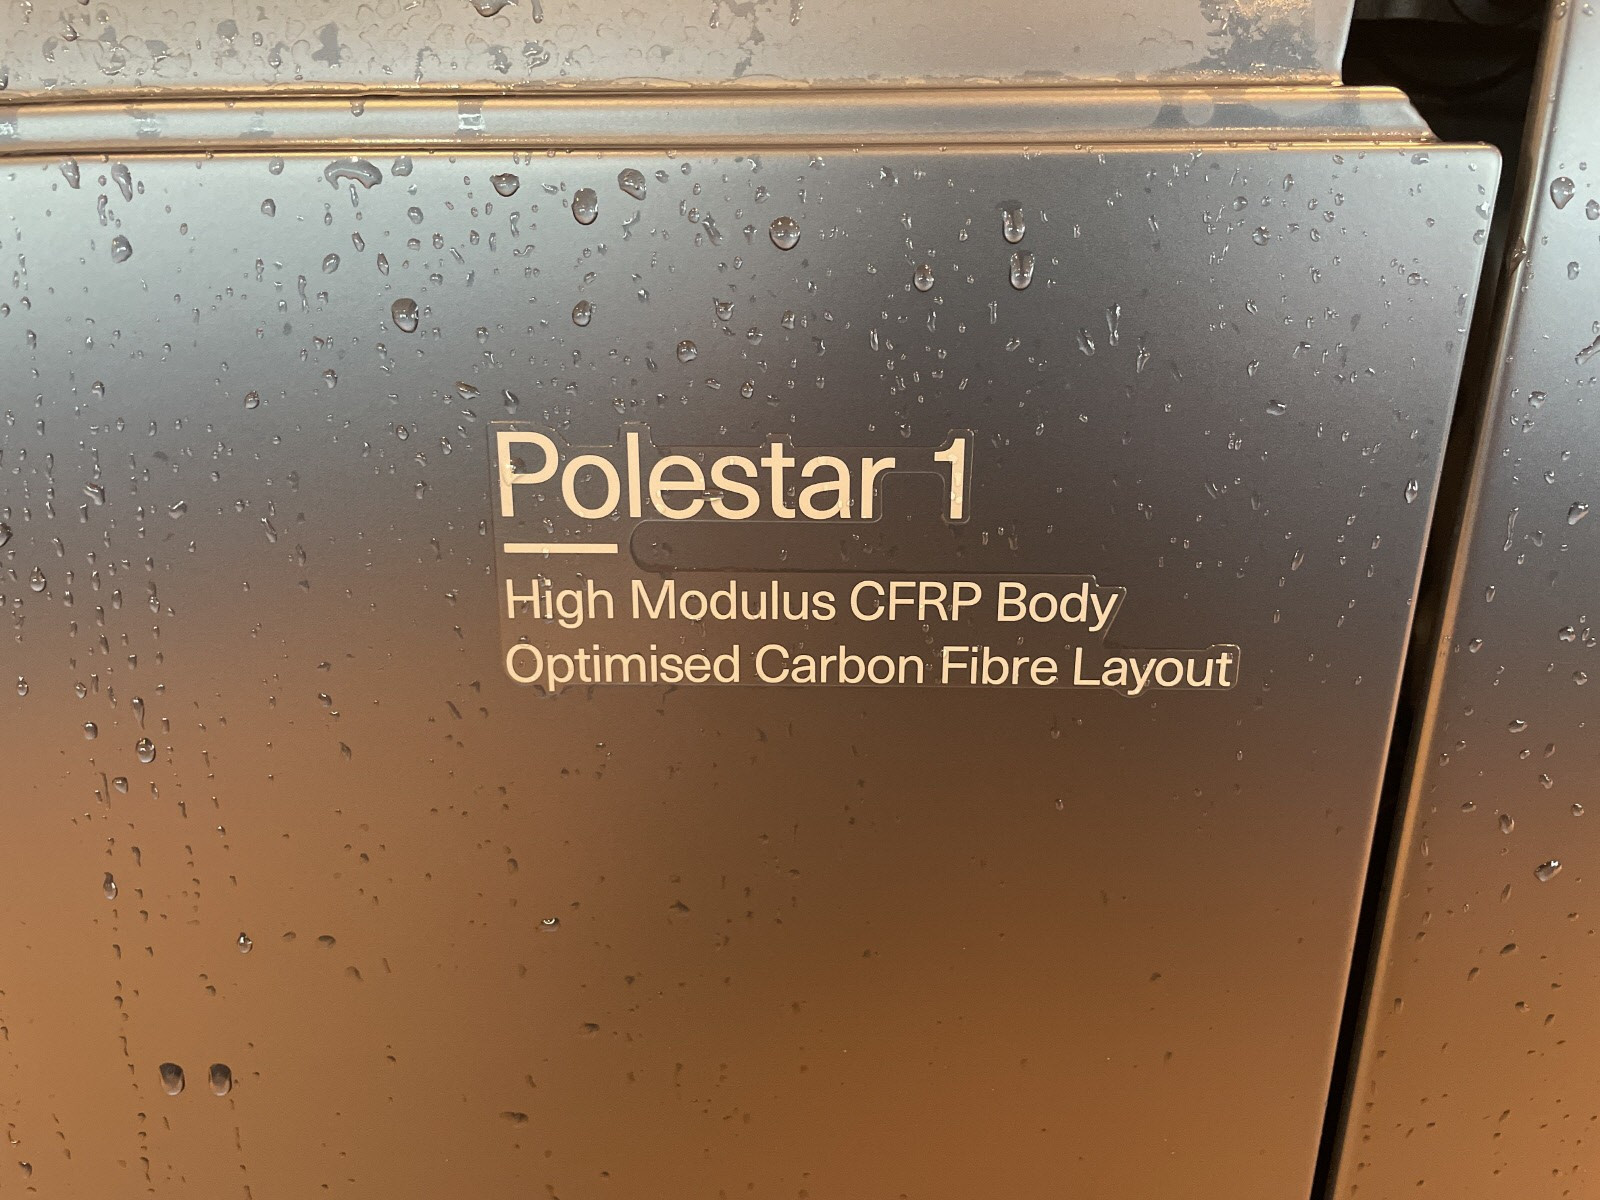 Polestar 1
High Modulus CFRP Body
Optimised Carbon Fibre Layout